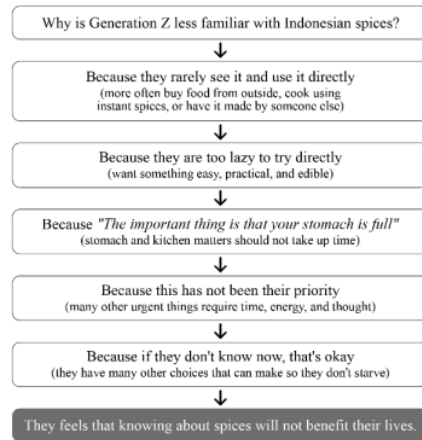 Why is Generation Z less familiar with Indonesian spices?
Because they rarely see it and use it directly
(more often buy food from outside, cook using
instant spices, or have it made by someone else)
Because they are too lazy to try directly
(want something easy, practical, and edible)
Because "The important thing is that your stomach is full"
(stomach and kitchen matters should not take up time)
Because this has not been their priority
(many other urgent things require time, energy, and thought)
Because if they don't know now, that's okay
(they have many other choices that can make so they don't starve)
They feels that knowing about spices will not benefit their lives.